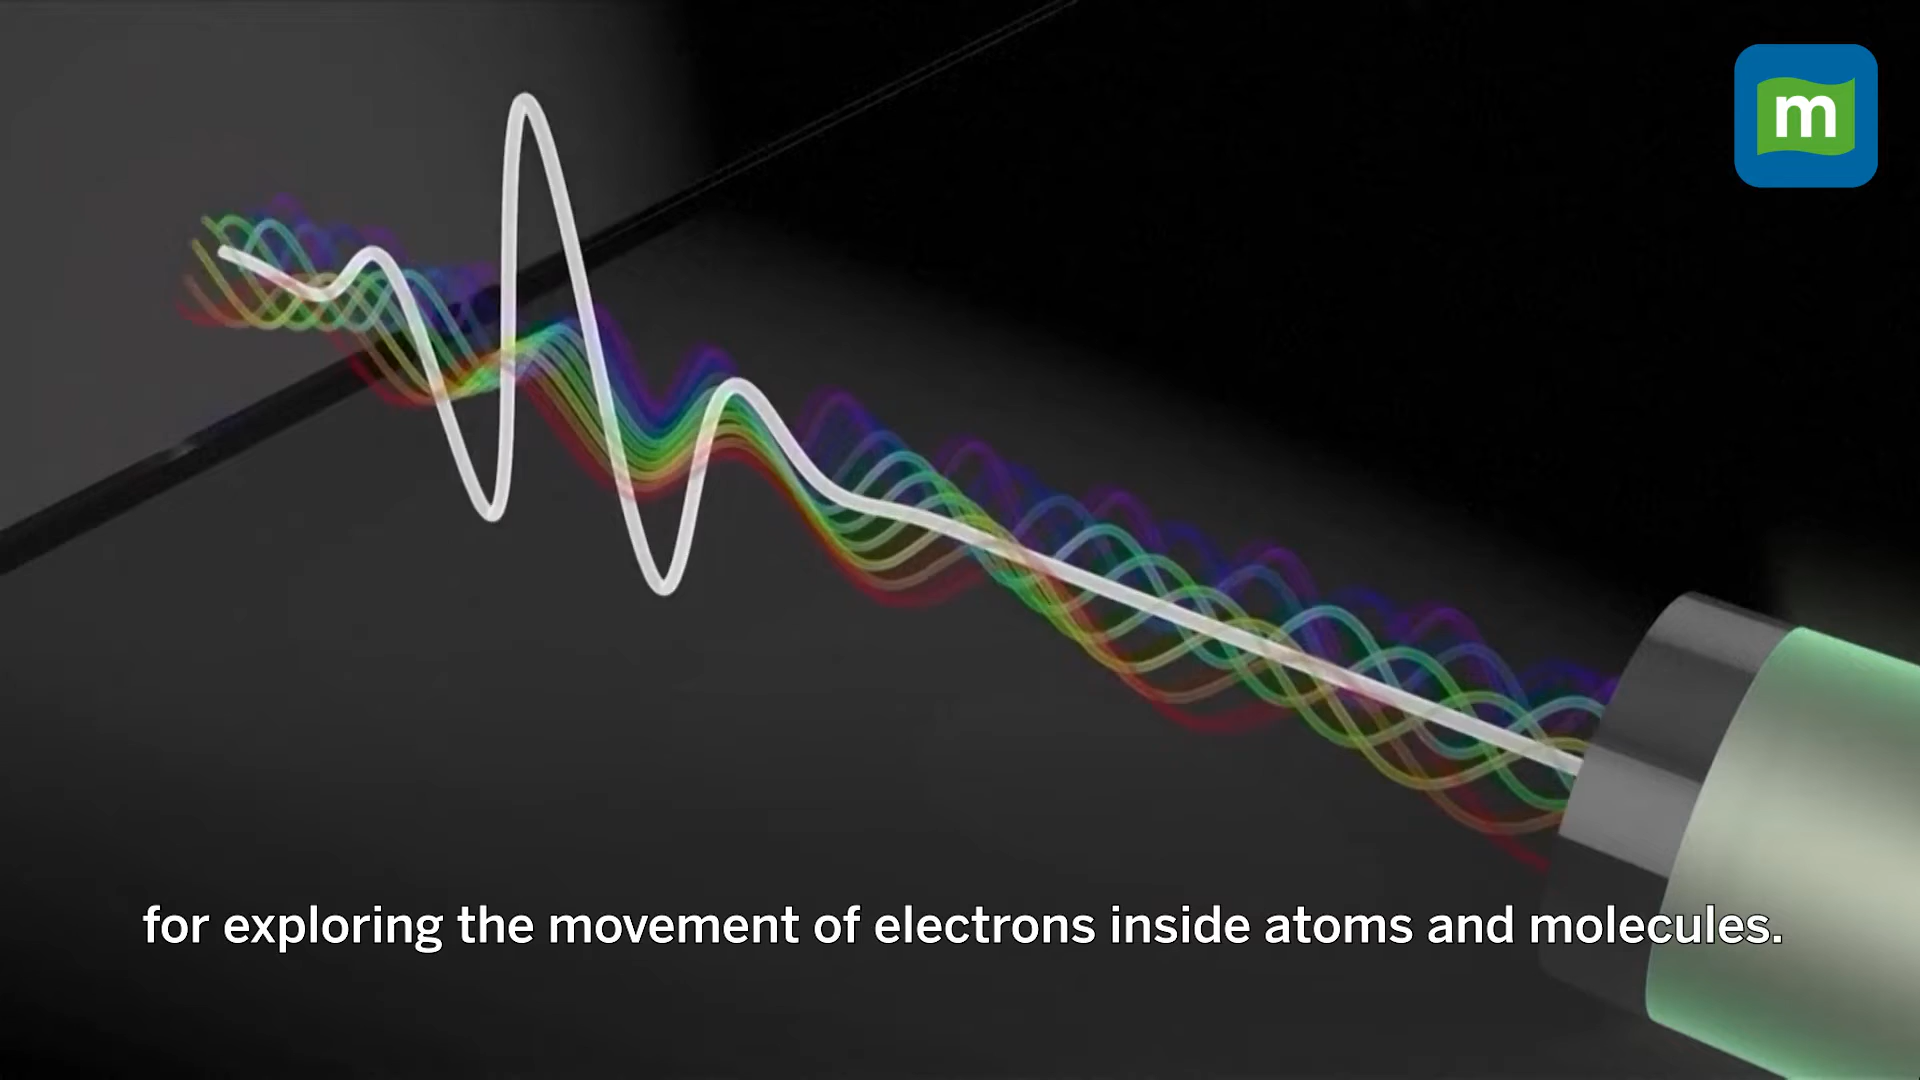 m
for exploring the movement of electrons inside atoms and molecules.